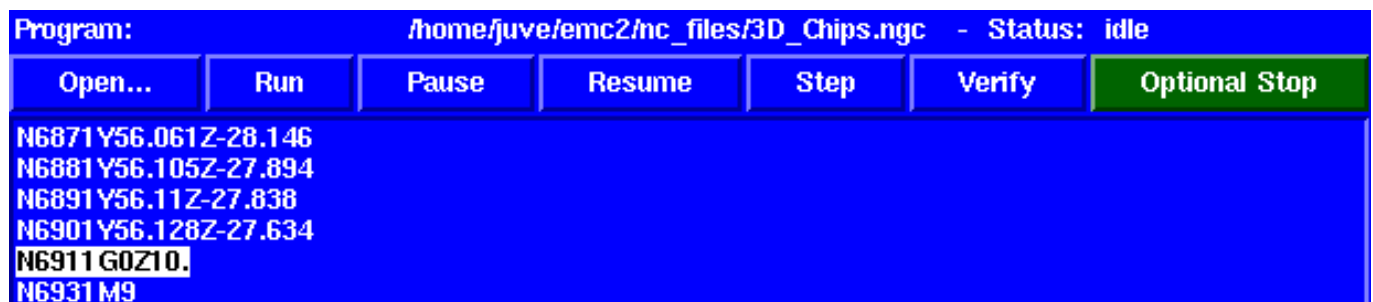 Program: /home/juve/emc2/nc_files/3D_Chips.ngc - Status: idle
Open... Run Pause Resume Step Verify Optional Stop
N6871Y56.061Z-28.146
N6881Y56.105Z-27.894
N6891Y56.11Z-27.838
N6901Y56.128Z-27.634
N6911G0Z10.
N6931M9